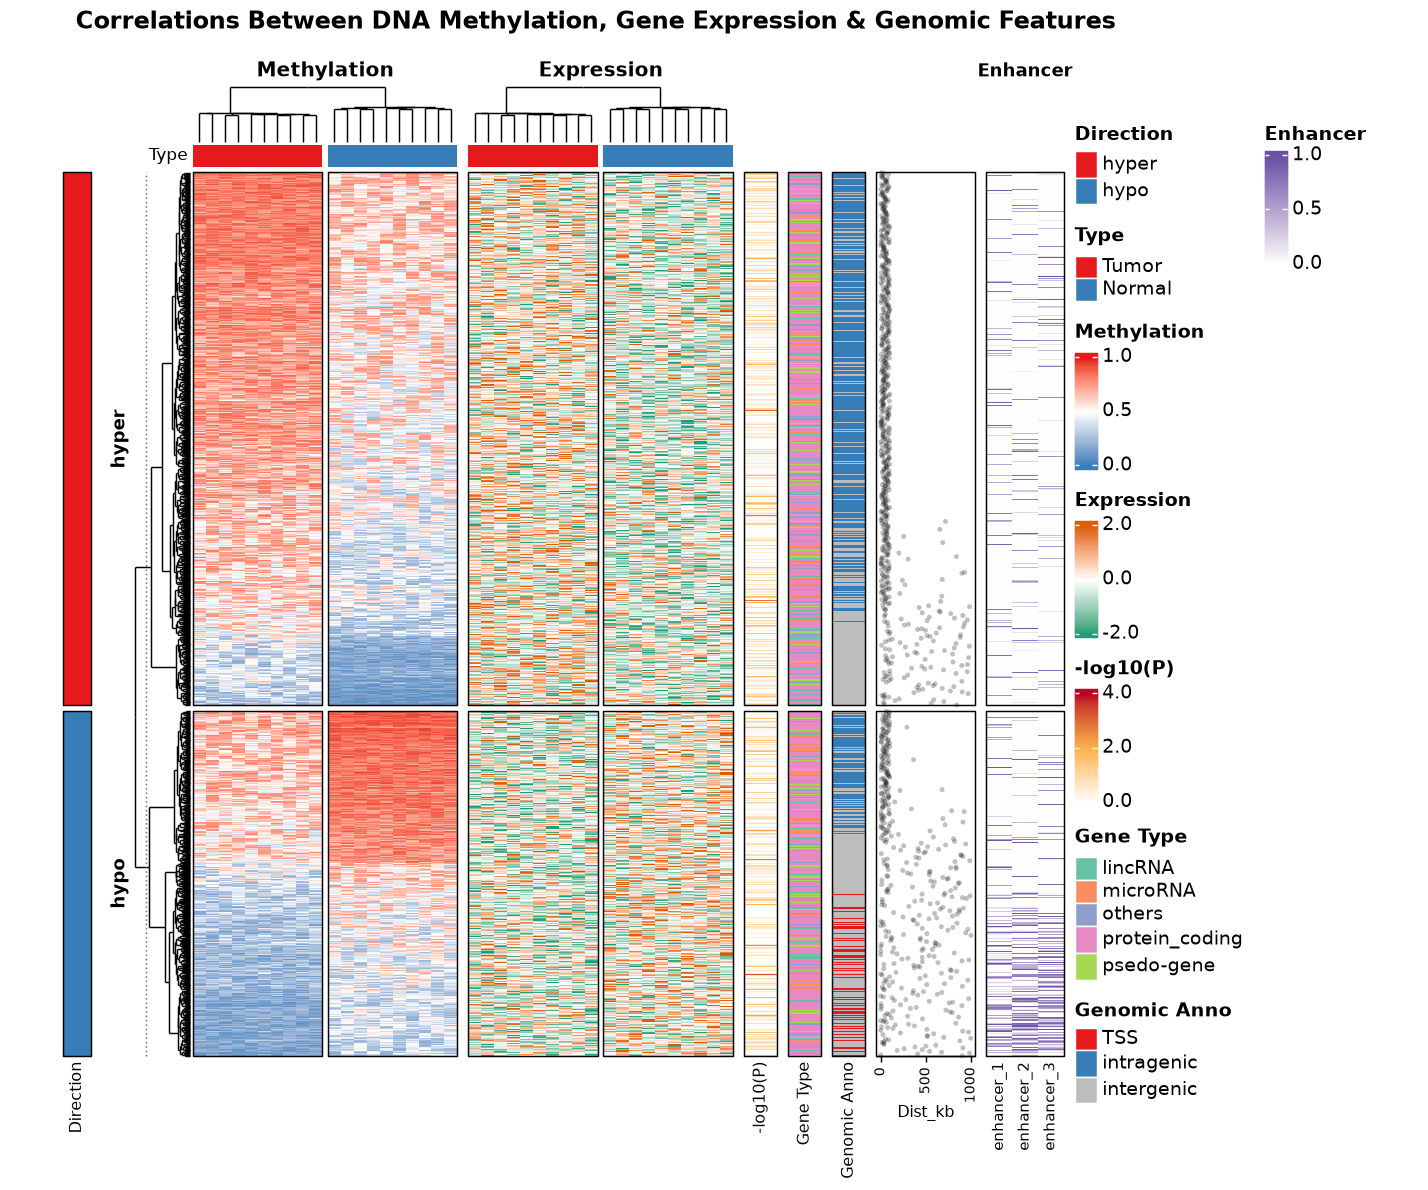 Correlations Between DNA Methylation, Gene Expression & Genomic Features
Methylation
Expression
Enhancer
Type
hyper
hypo
Direction
-log10(P)
Gene Type
Genomic Anno
0
500
1000
Dist_kb
enhancer_1
enhancer_2
enhancer_3
Direction
hyper
hypo
Type
Tumor
Normal
Methylation
1.0
0.5
0.0
Expression
2.0
0.0
-2.0
-log10(P)
4.0
2.0
0.0
Gene Type
lincRNA
microRNA
others
protein_coding
psedo-gene
Genomic Anno
TSS
intragenic
intergenic
Enhancer
1.0
0.5
0.0